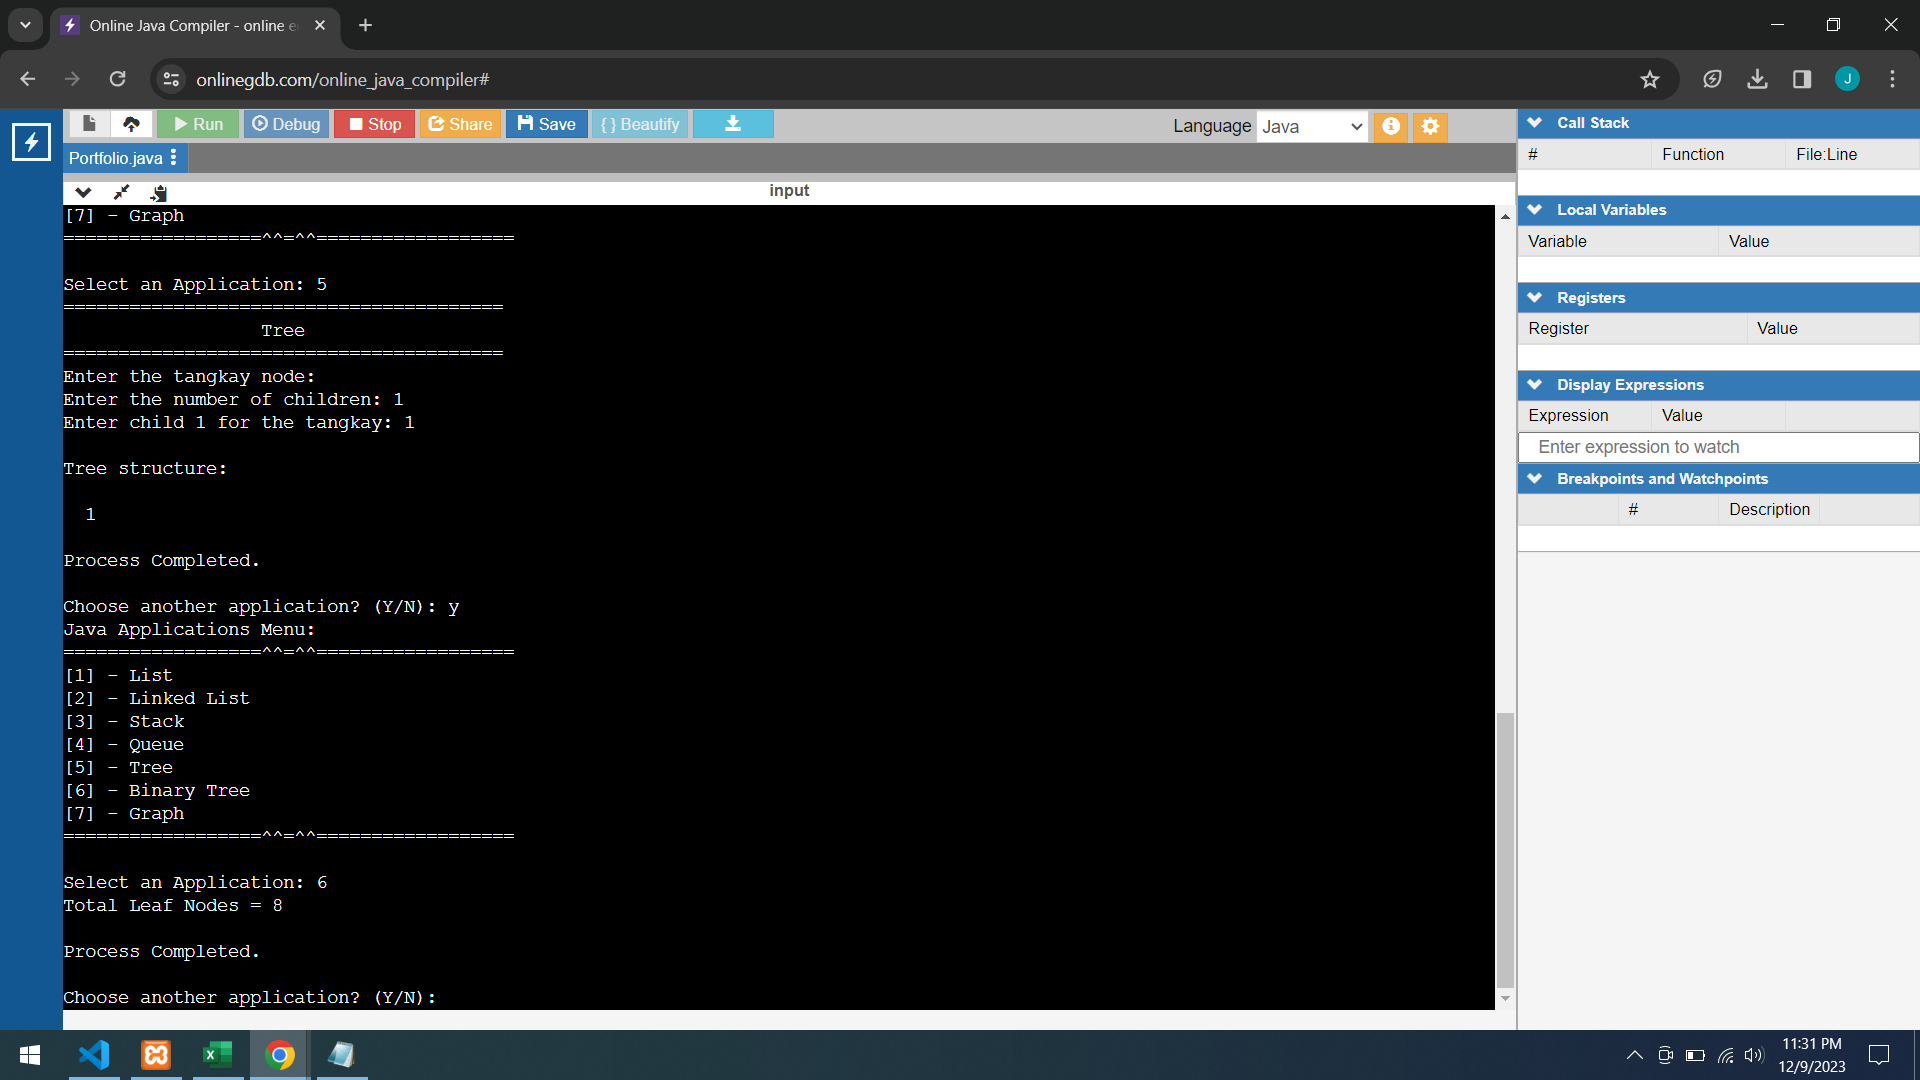 Online Java Compiler - online e
onlinegdb.com/online_java_compiler#
J
Run
Debug
Stop
Share
Save
{ } Beautify
Language
Java
Portfolio.java
input
[7] - Graph
==================^^=^^==================
Select an Application: 5
========================================
Tree
========================================
Enter the tangkay node:
Enter the number of children: 1
Enter child 1 for the tangkay: 1
Tree structure:
1
Process Completed.
Choose another application? (Y/N): y
Java Applications Menu:
==================^^=^^==================
[1] - List
[2] - Linked List
[3] - Stack
[4] - Queue
[5] - Tree
[6] - Binary Tree
[7] - Graph
==================^^=^^==================
Select an Application: 6
Total Leaf Nodes = 8
Process Completed.
Choose another application? (Y/N):
Call Stack
# Function File:Line
Local Variables
Variable Value
Registers
Register Value
Display Expressions
Expression Value
Enter expression to watch
Breakpoints and Watchpoints
# Description
11:31 PM
12/9/2023